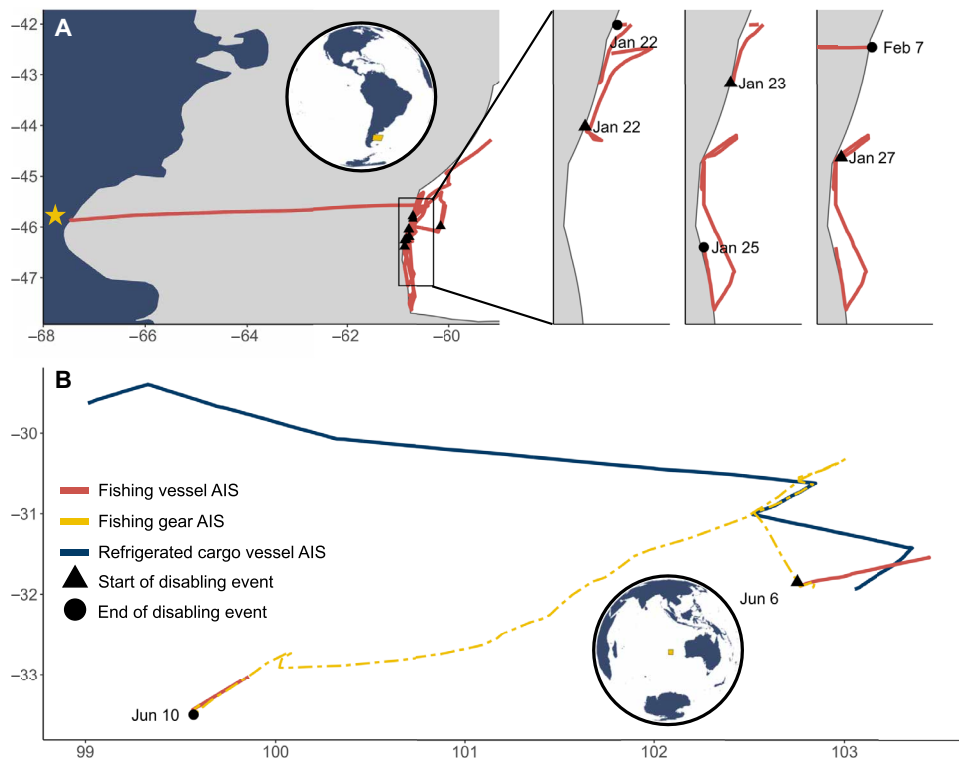 A
−42
−43
−44
−45
−46
−47
−68
−66
−64
−62
−60
Jan 22
Jan 22
Jan 23
Jan 25
Feb 7
Jan 27
B
−30
−31
−32
−33
Fishing vessel AIS
Fishing gear AIS
Refrigerated cargo vessel AIS
Start of disabling event
End of disabling event
Jun 6
Jun 10
99
100
101
102
103